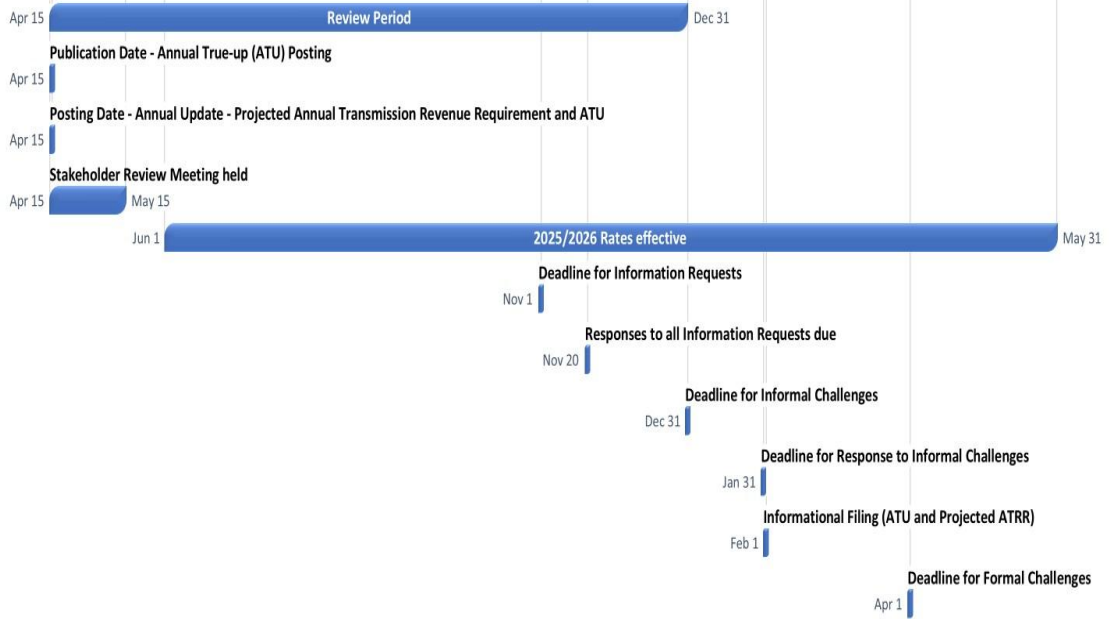 Apr 15 Review Period Dec 31
Publication Date - Annual True-up (ATU) Posting
Apr 15
Posting Date - Annual Update - Projected Annual Transmission Revenue Requirement and ATU
Apr 15
Stakeholder Review Meeting held
Apr 15 May 15
Jun 1 2025/2026 Rates effective May 31
Deadline for Information Requests
Nov 1
Responses to all Information Requests due
Nov 20
Deadline for Informal Challenges
Dec 31
Deadline for Response to Informal Challenges
Jan 31
Informational Filing (ATU and Projected ATRR)
Feb 1
Deadline for Formal Challenges
Apr 1